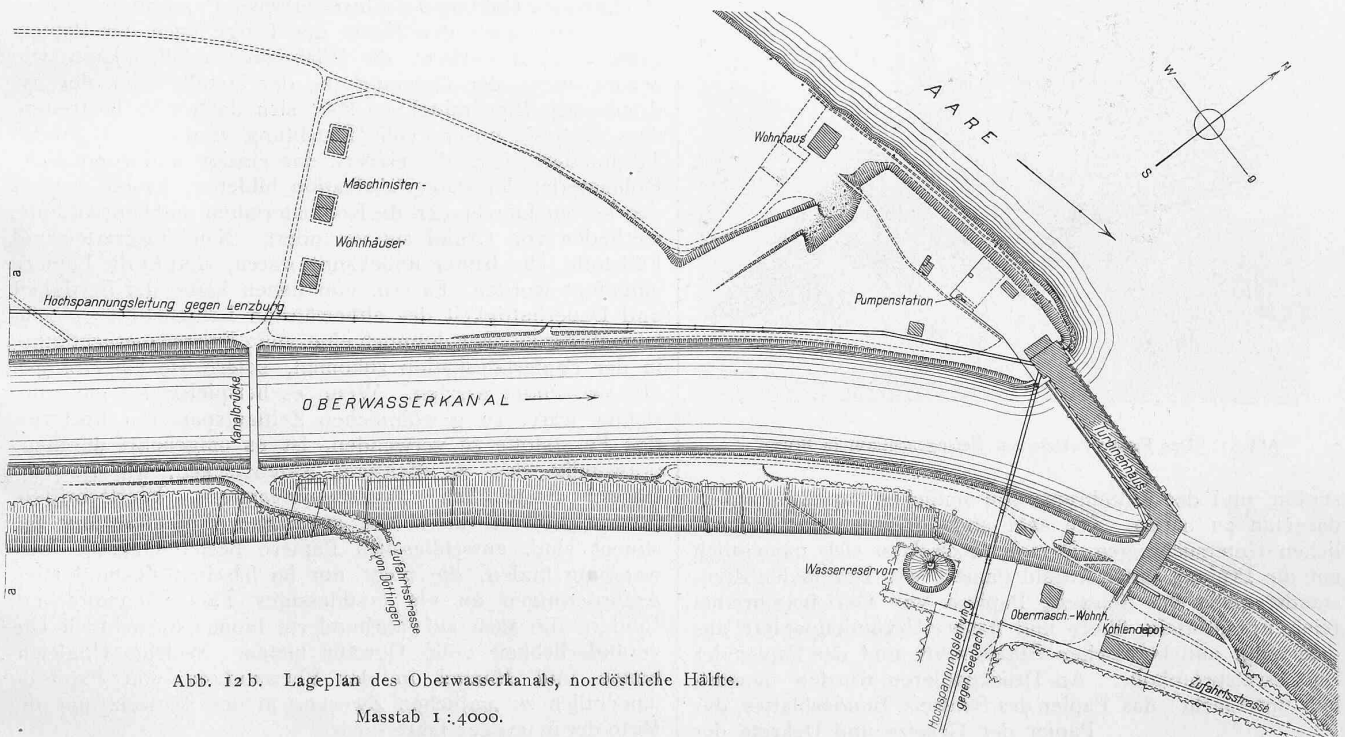 AARE
W
N
S
O
Wohnhaus
Maschinisten
Wohnhäuser
a
Hochspannungsleitung gegen Lenzburg
Pumpenstation
Kanalbrücke
OBERWASSERKANAL
Turbinenhaus
Zufahrtsstrasse
von Döttingen
a
Wasserreservoir
Obermasch.-Wohnh.
Kohlendepot
Hochspannungsleitung
gegen Seebach
Zufahrtstrasse
Abb. 12 b. Lageplan des Oberwasserkanals, nordöstliche Hälfte.
Masstab 1 : 4000.